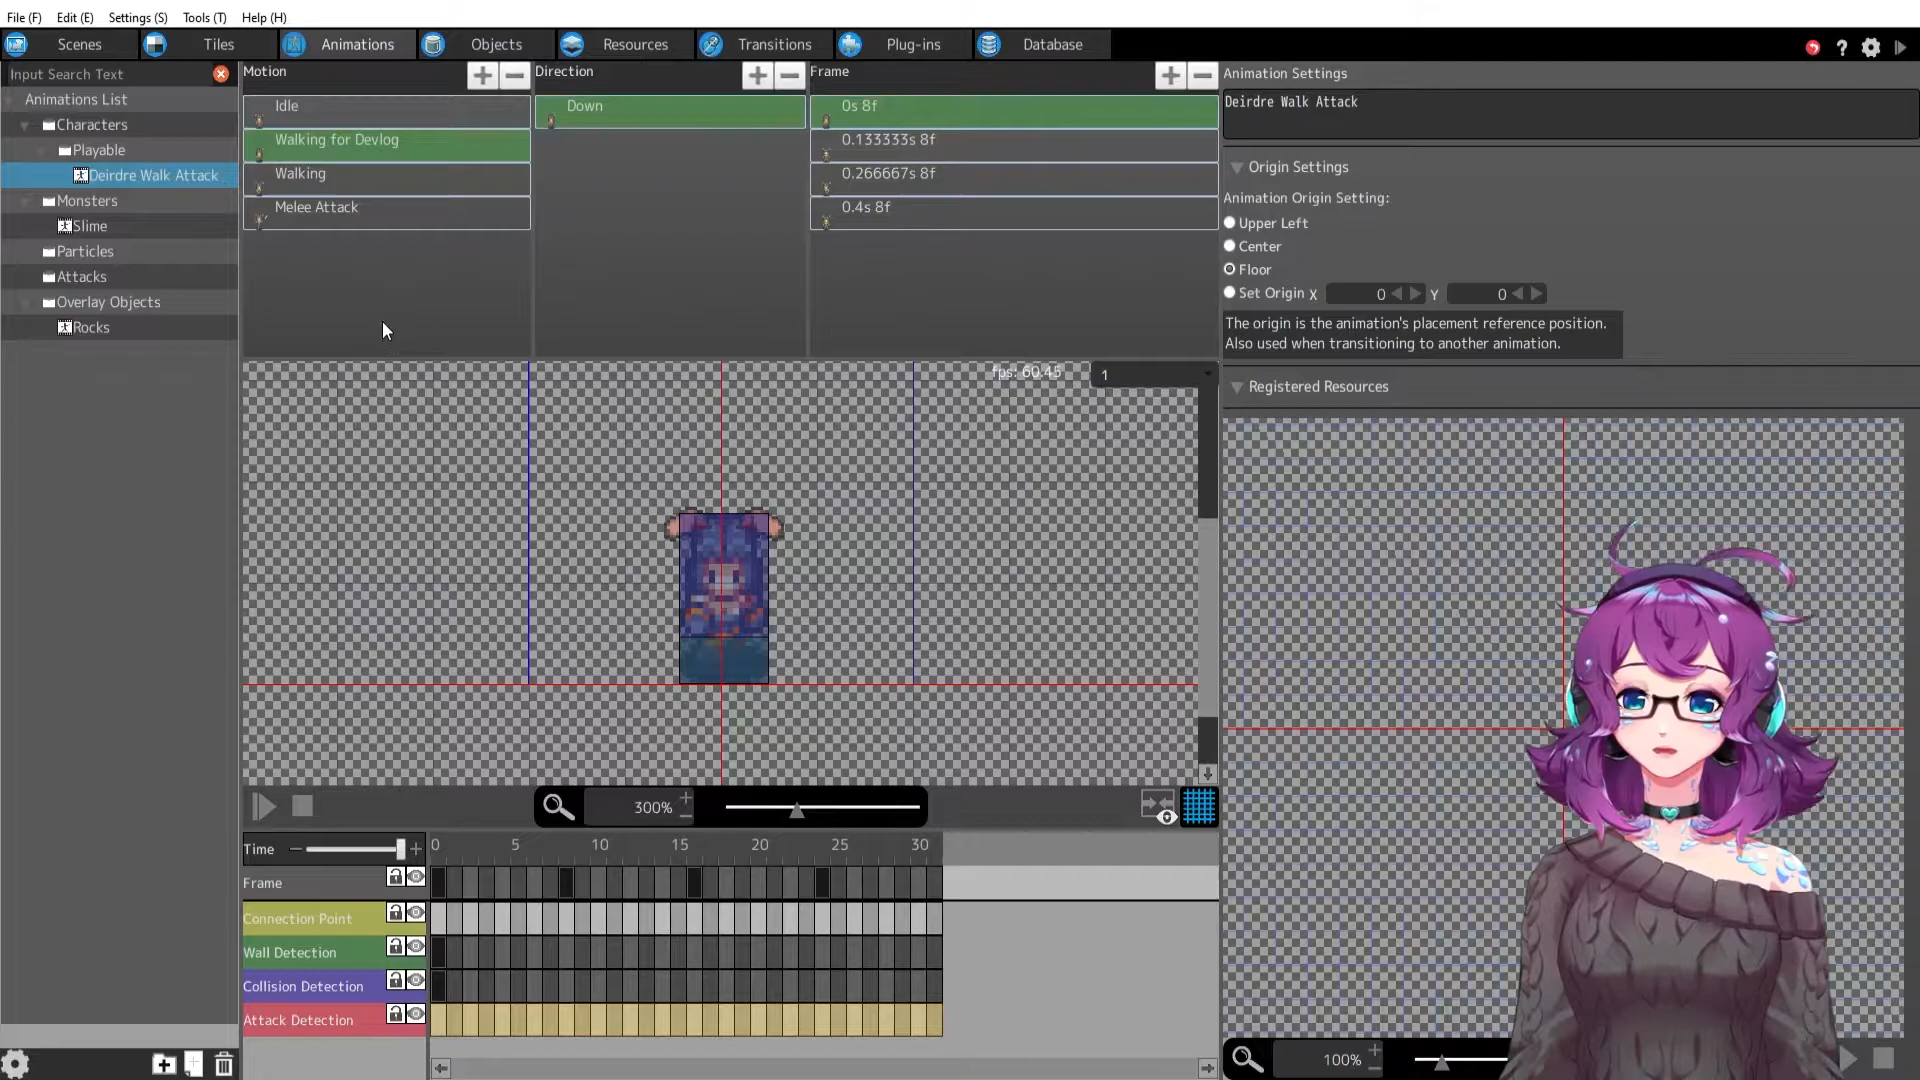 File (F) Edit (E) Settings (S) Tools (T) Help (H)
Scenes Tiles Animations Objects Resources Transitions Plug-ins Database
Input Search Text
Animations List
Characters
Playable
Deirdre Walk Attack
Monsters
Slime
Particles
Attacks
Overlay Objects
Rocks
Motion
Idle
Walking for Devlog
Walking
Melee Attack
Direction
Down
Frame
0s 8f
0.133333s 8f
0.266667s 8f
0.4s 8f
fps: 60.45
1
300%
Time
0 5 10 15 20 25 30
Frame
Connection Point
Wall Detection
Collision Detection
Attack Detection
Animation Settings
Deirdre Walk Attack
Origin Settings
Animation Origin Setting:
Upper Left
Center
Floor
Set Origin X 0 Y 0
The origin is the animation's placement reference position.
Also used when transitioning to another animation.
Registered Resources
100%